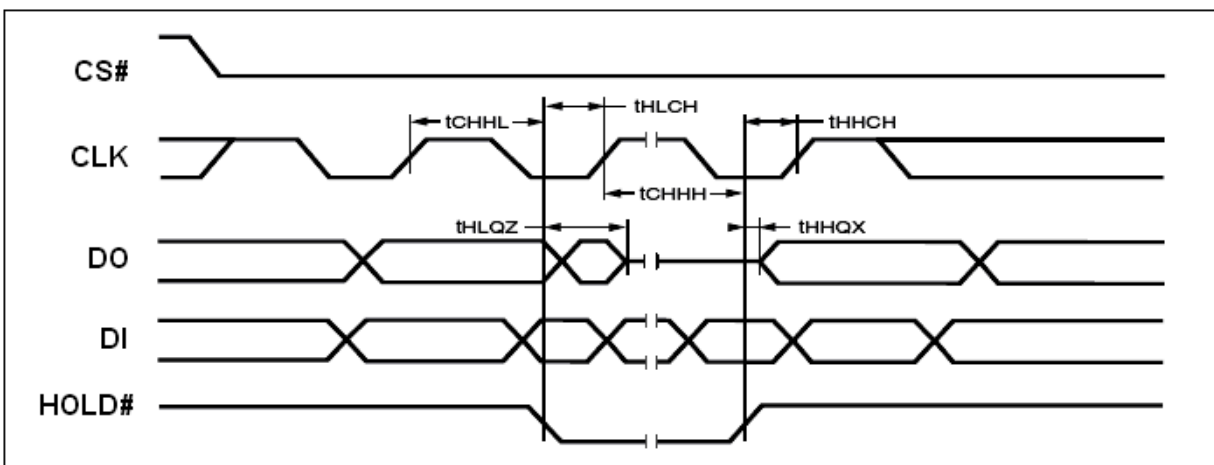 CS#
tHLCH
tCHHL
tHHCH
CLK
tCHHH
tHLQZ
tHHQX
DO
DI
HOLD#